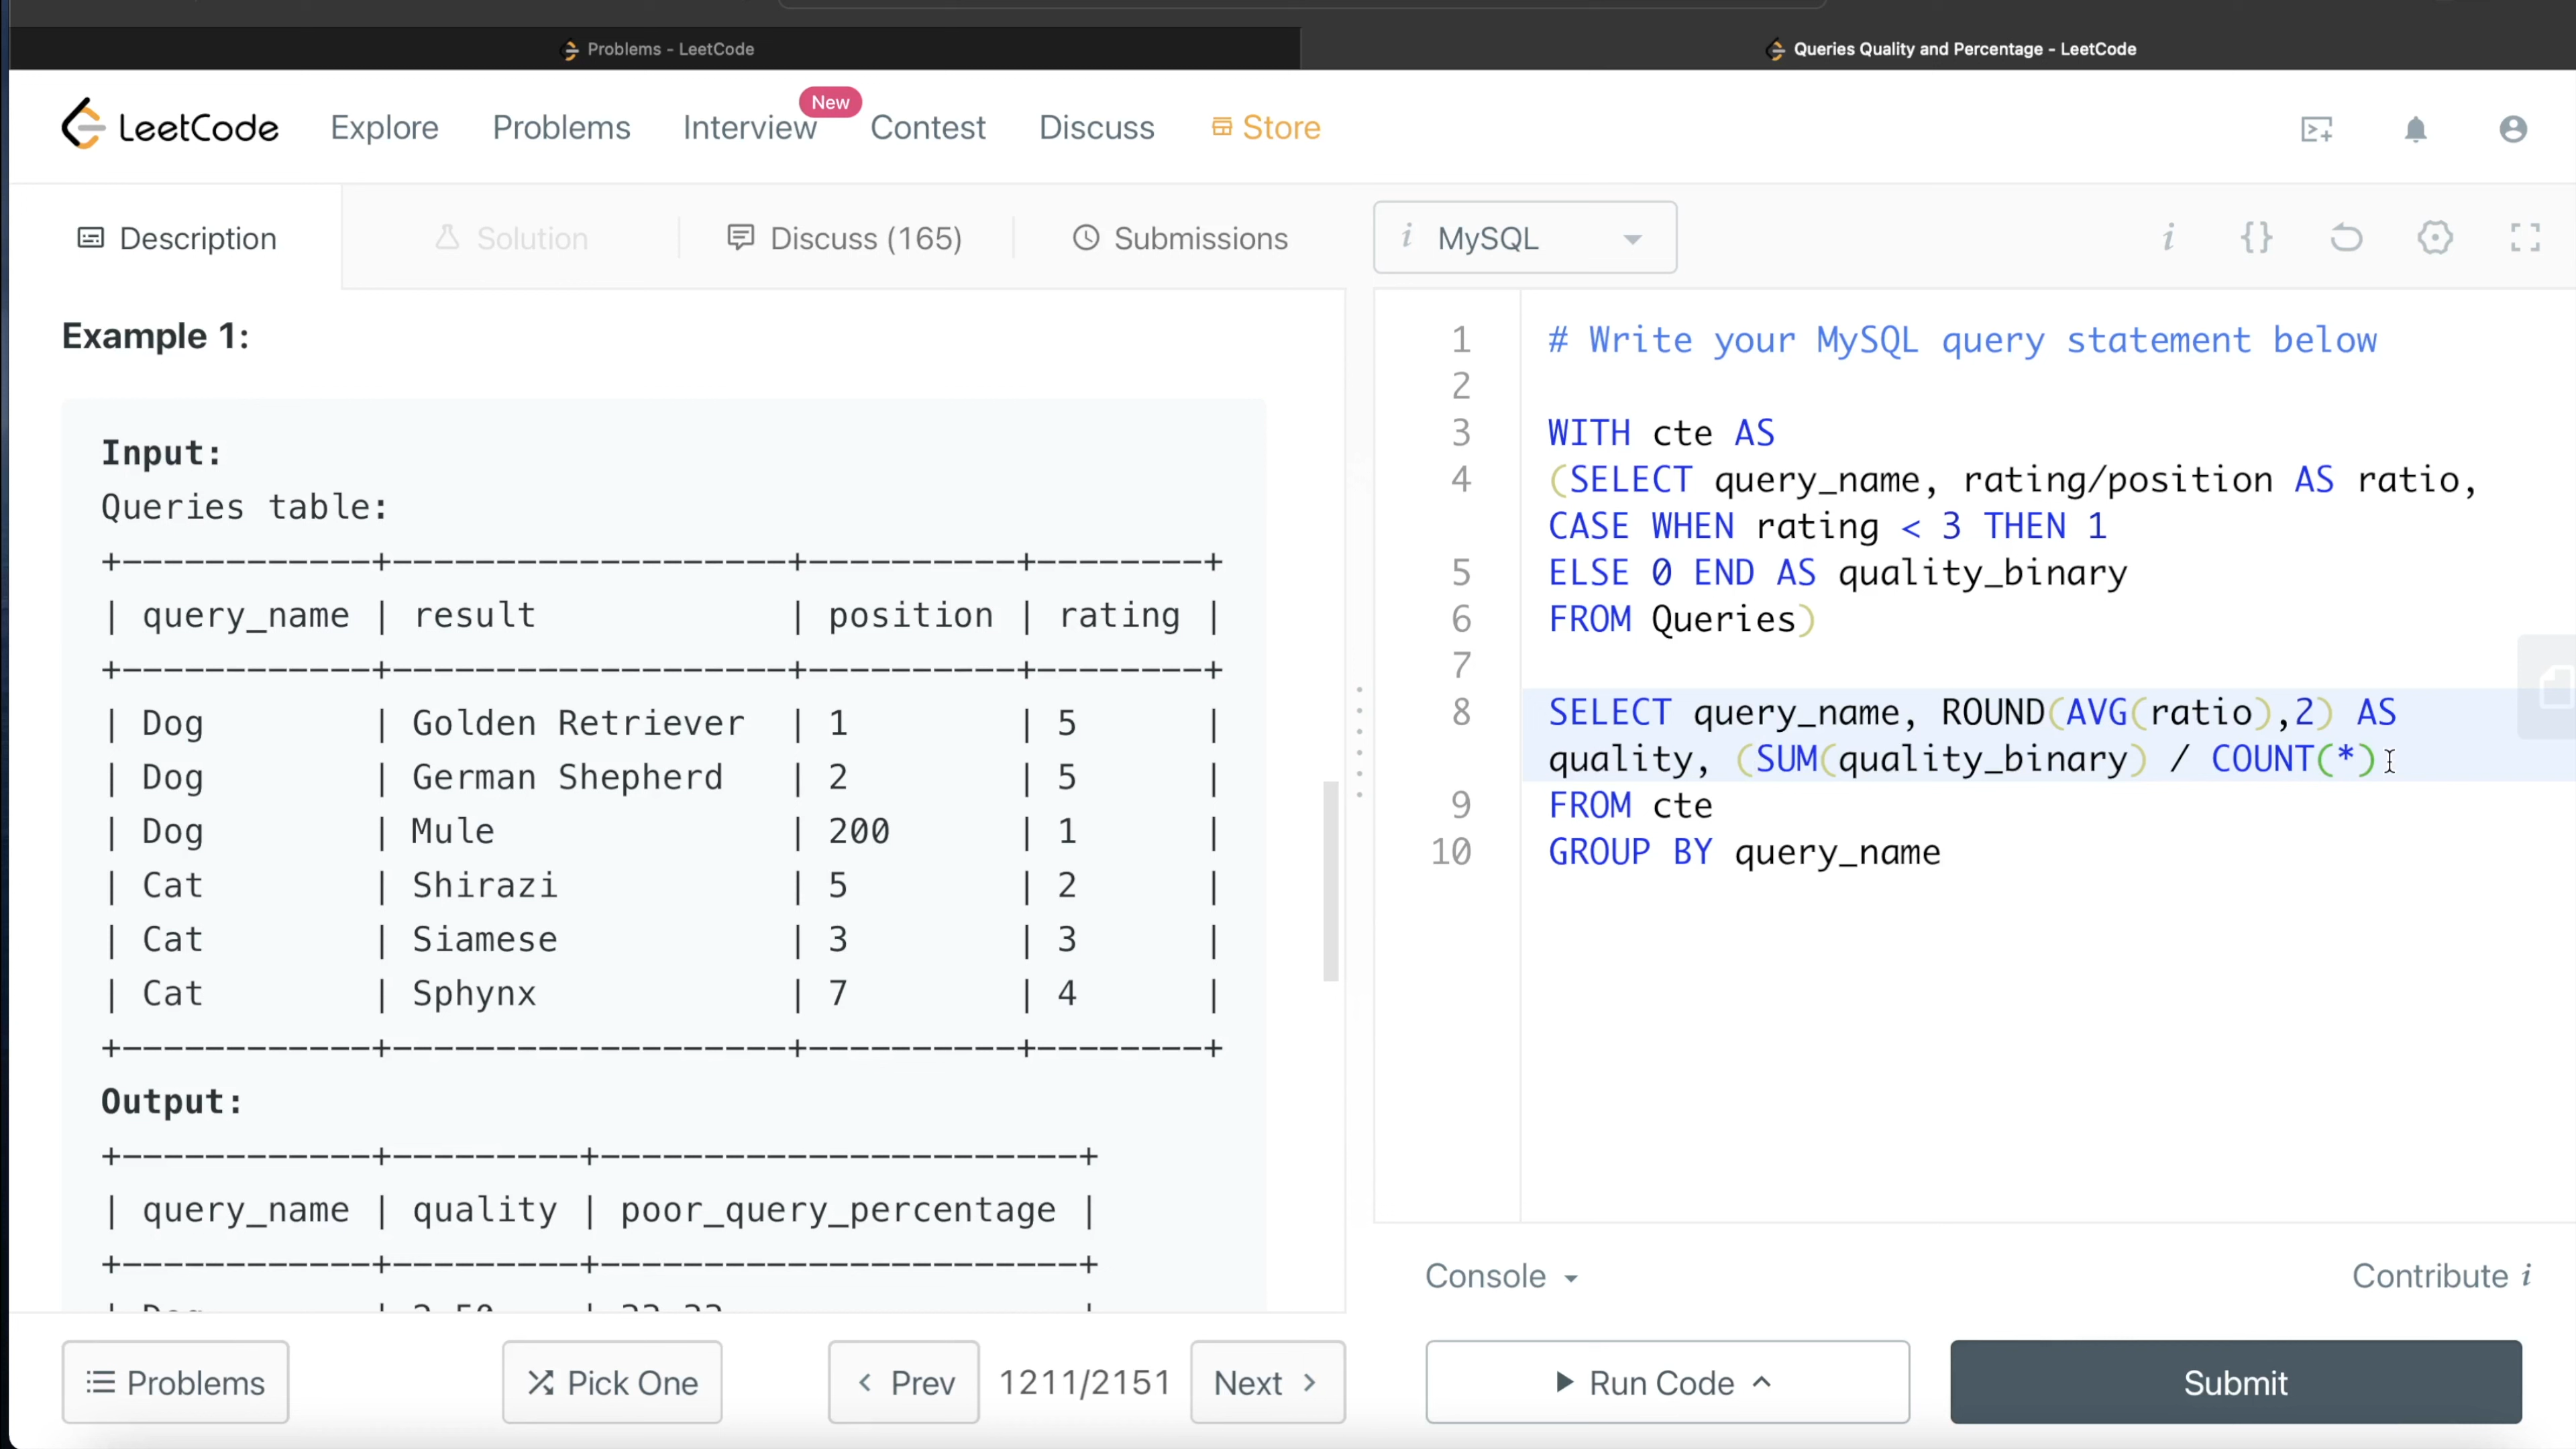 Problems - LeetCode
Queries Quality and Percentage - LeetCode
LeetCode Explore Problems Interview New Contest Discuss Store
Description Solution Discuss (165) Submissions
i MySQL i {}
Example 1:
Input:
Queries table:
+------------+-------------------+----------+--------+
| query_name | result            | position | rating |
+------------+-------------------+----------+--------+
| Dog        | Golden Retriever  | 1        | 5      |
| Dog        | German Shepherd   | 2        | 5      |
| Dog        | Mule              | 200      | 1      |
| Cat        | Shirazi           | 5        | 2      |
| Cat        | Siamese           | 3        | 3      |
| Cat        | Sphynx            | 7        | 4      |
+------------+-------------------+----------+--------+
Output:
+------------+---------+-----------------------+
| query_name | quality | poor_query_percentage |
+------------+---------+-----------------------+
| Dog        | 2.50    | 33.33                 |
1 # Write your MySQL query statement below
2
3 WITH cte AS
4 (SELECT query_name, rating/position AS ratio,
CASE WHEN rating < 3 THEN 1
5 ELSE 0 END AS quality_binary
6 FROM Queries)
7
8 SELECT query_name, ROUND(AVG(ratio),2) AS
quality, (SUM(quality_binary) / COUNT(*)
9 FROM cte
10 GROUP BY query_name
Console
Contribute i
Problems
Pick One
Prev
1211/2151
Next
Run Code
Submit